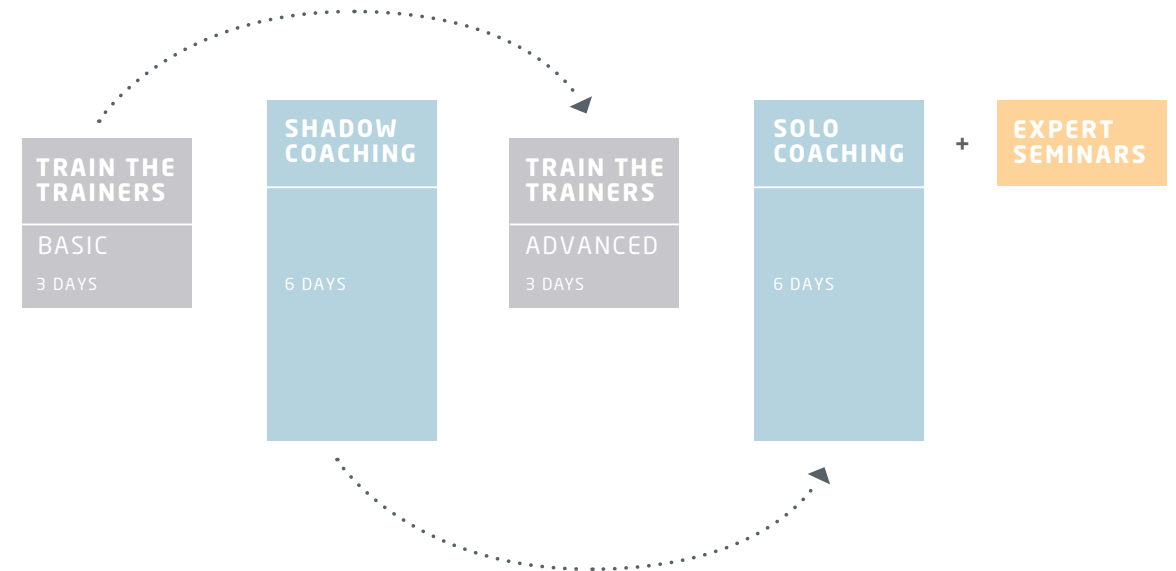 TRAIN THE
TRAINERS
BASIC
3 DAYS
SHADOW
COACHING
6 DAYS
TRAIN THE
TRAINERS
ADVANCED
3 DAYS
SOLO
COACHING
6 DAYS
+
EXPERT
SEMINARS